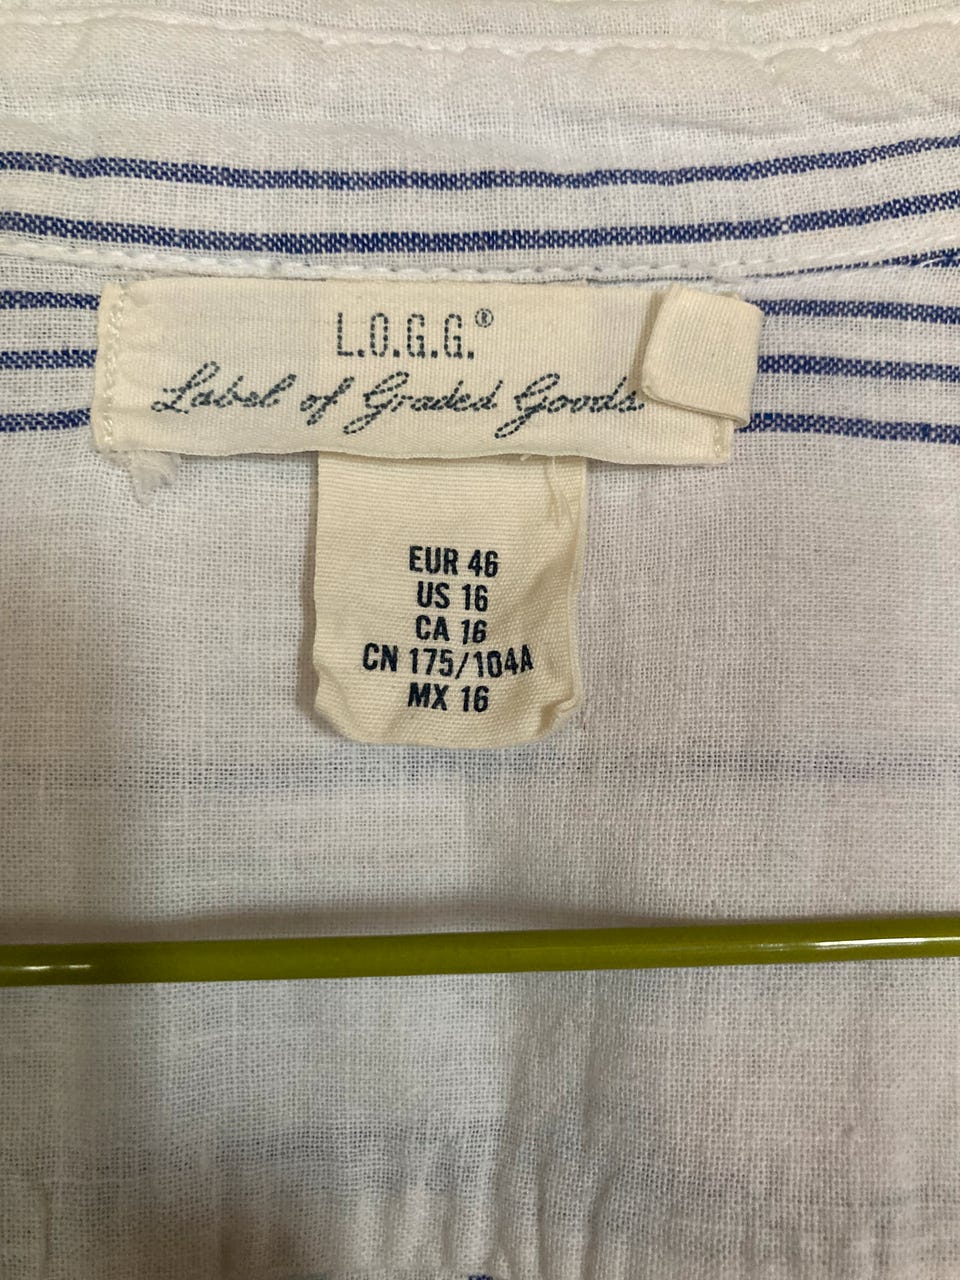 L.O.G.G.®
Label of Graded Goods.
EUR 46
US 16
CA 16
CN 175/104A
MX 16